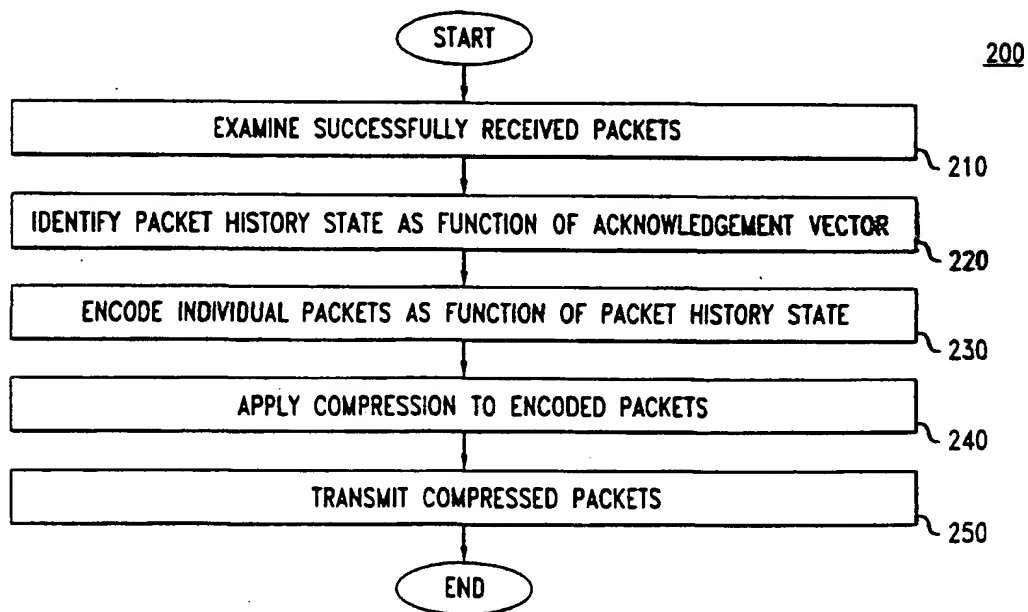 START
200
EXAMINE SUCCESSFULLY RECEIVED PACKETS
210
IDENTIFY PACKET HISTORY STATE AS FUNCTION OF ACKNOWLEDGEMENT VECTOR
220
ENCODE INDIVIDUAL PACKETS AS FUNCTION OF PACKET HISTORY STATE
230
APPLY COMPRESSION TO ENCODED PACKETS
240
TRANSMIT COMPRESSED PACKETS
250
END